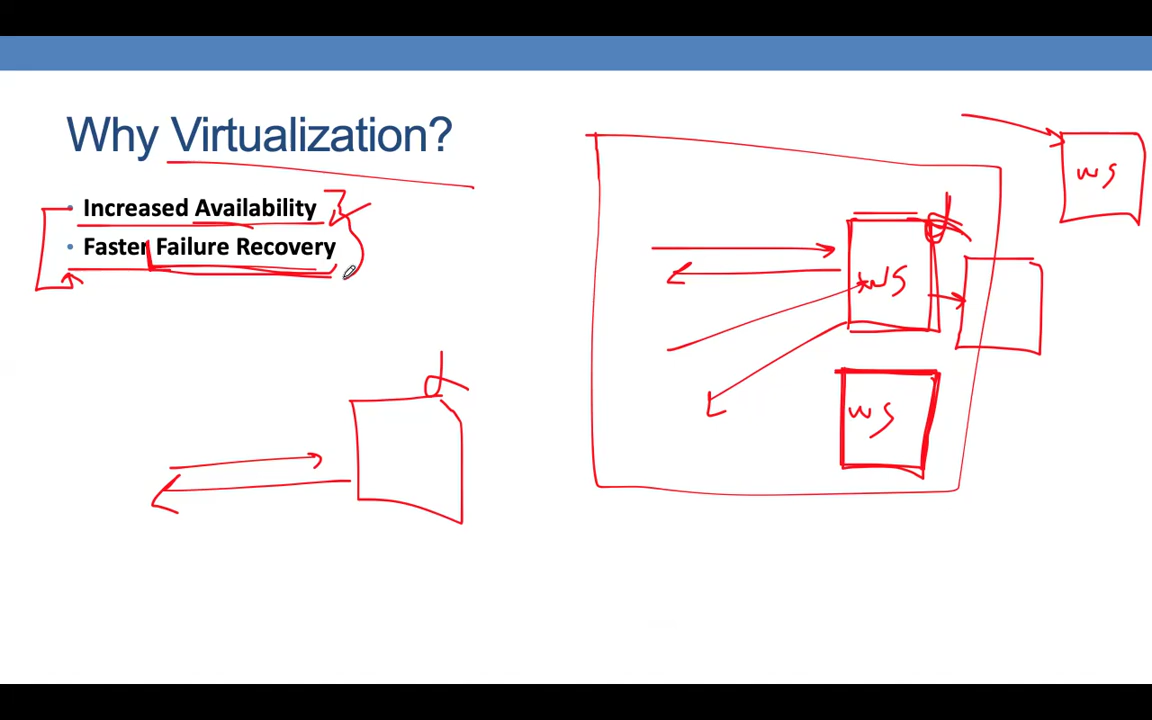 Why Virtualization?
• Increased Availability
• Faster Failure Recovery
ws
ws
ws